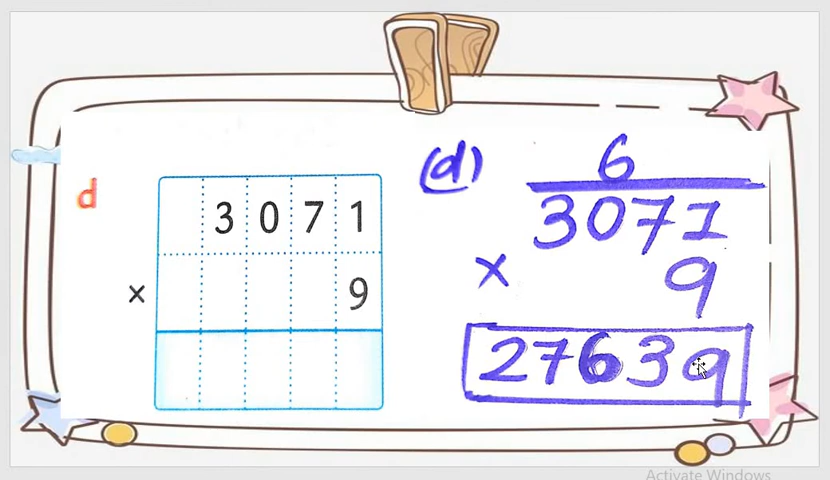 d
3 0 7 1
× 9
(d)
6
3071
× 9
27639
Activate Windows